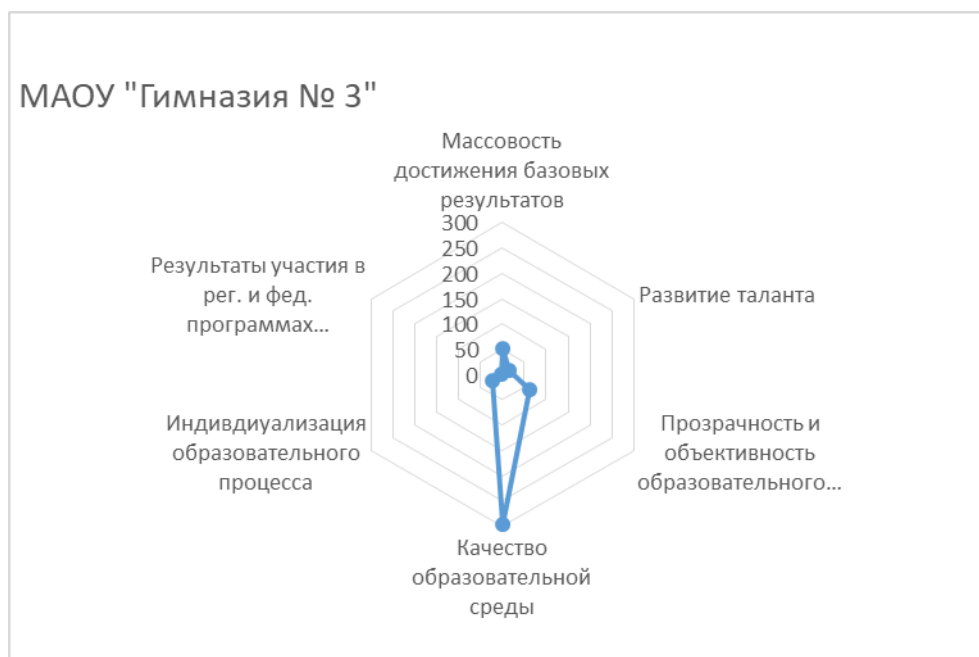 МАОУ "Гимназия № 3"
Массовость
достижения базовых
результатов
300
250
200
150
100
50
0
Развитие таланта
Прозрачность и
объективность
образовательного...
Качество
образовательной
среды
Индивдиуализация
образовательного
процесса
Результаты участия в
рег. и фед.
программах...